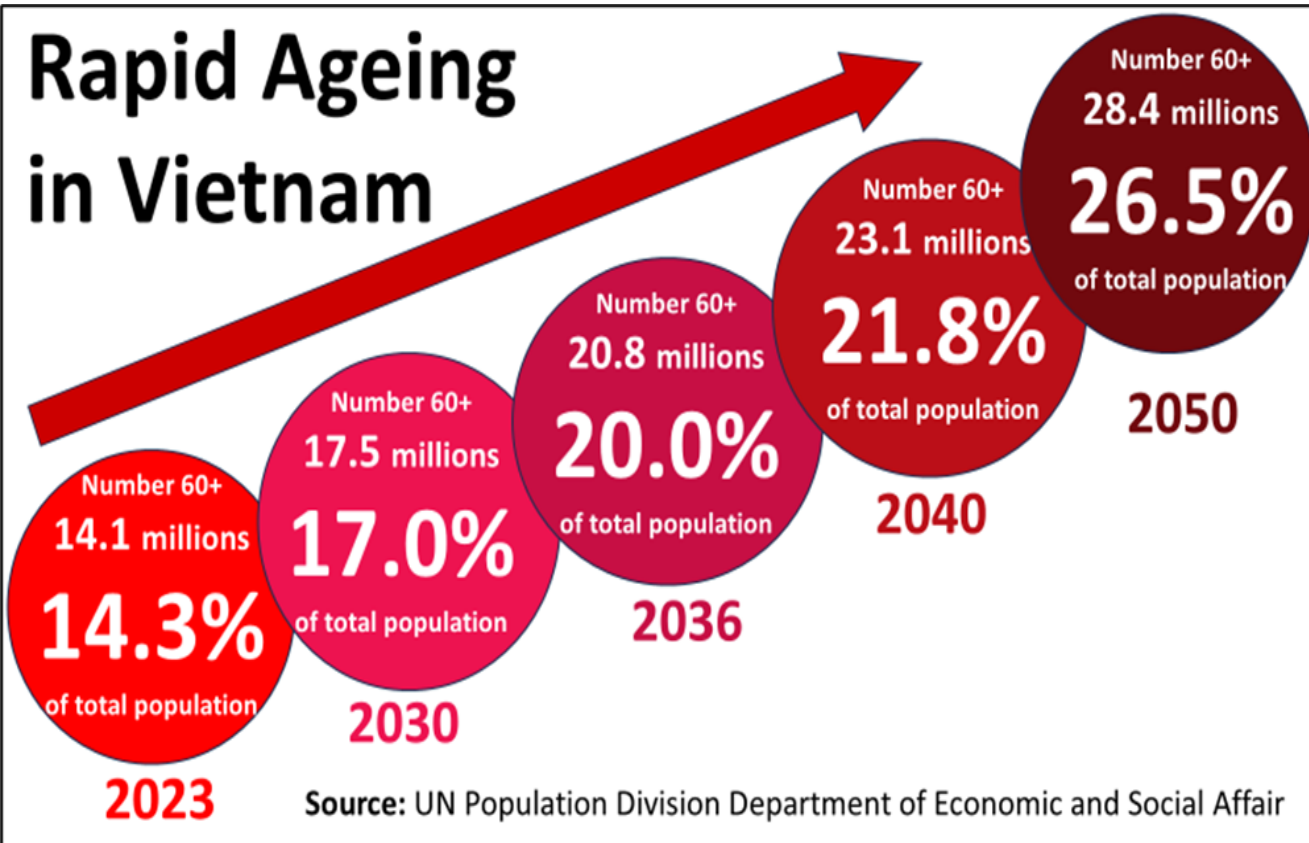 Rapid Ageing
in Vietnam
Number 60+
14.1 millions
14.3%
of total population
2023
Number 60+
17.5 millions
17.0%
of total population
2030
Number 60+
20.8 millions
20.0%
of total population
2036
Number 60+
23.1 millions
21.8%
of total population
2040
Number 60+
28.4 millions
26.5%
of total population
2050
Source: UN Population Division Department of Economic and Social Affair